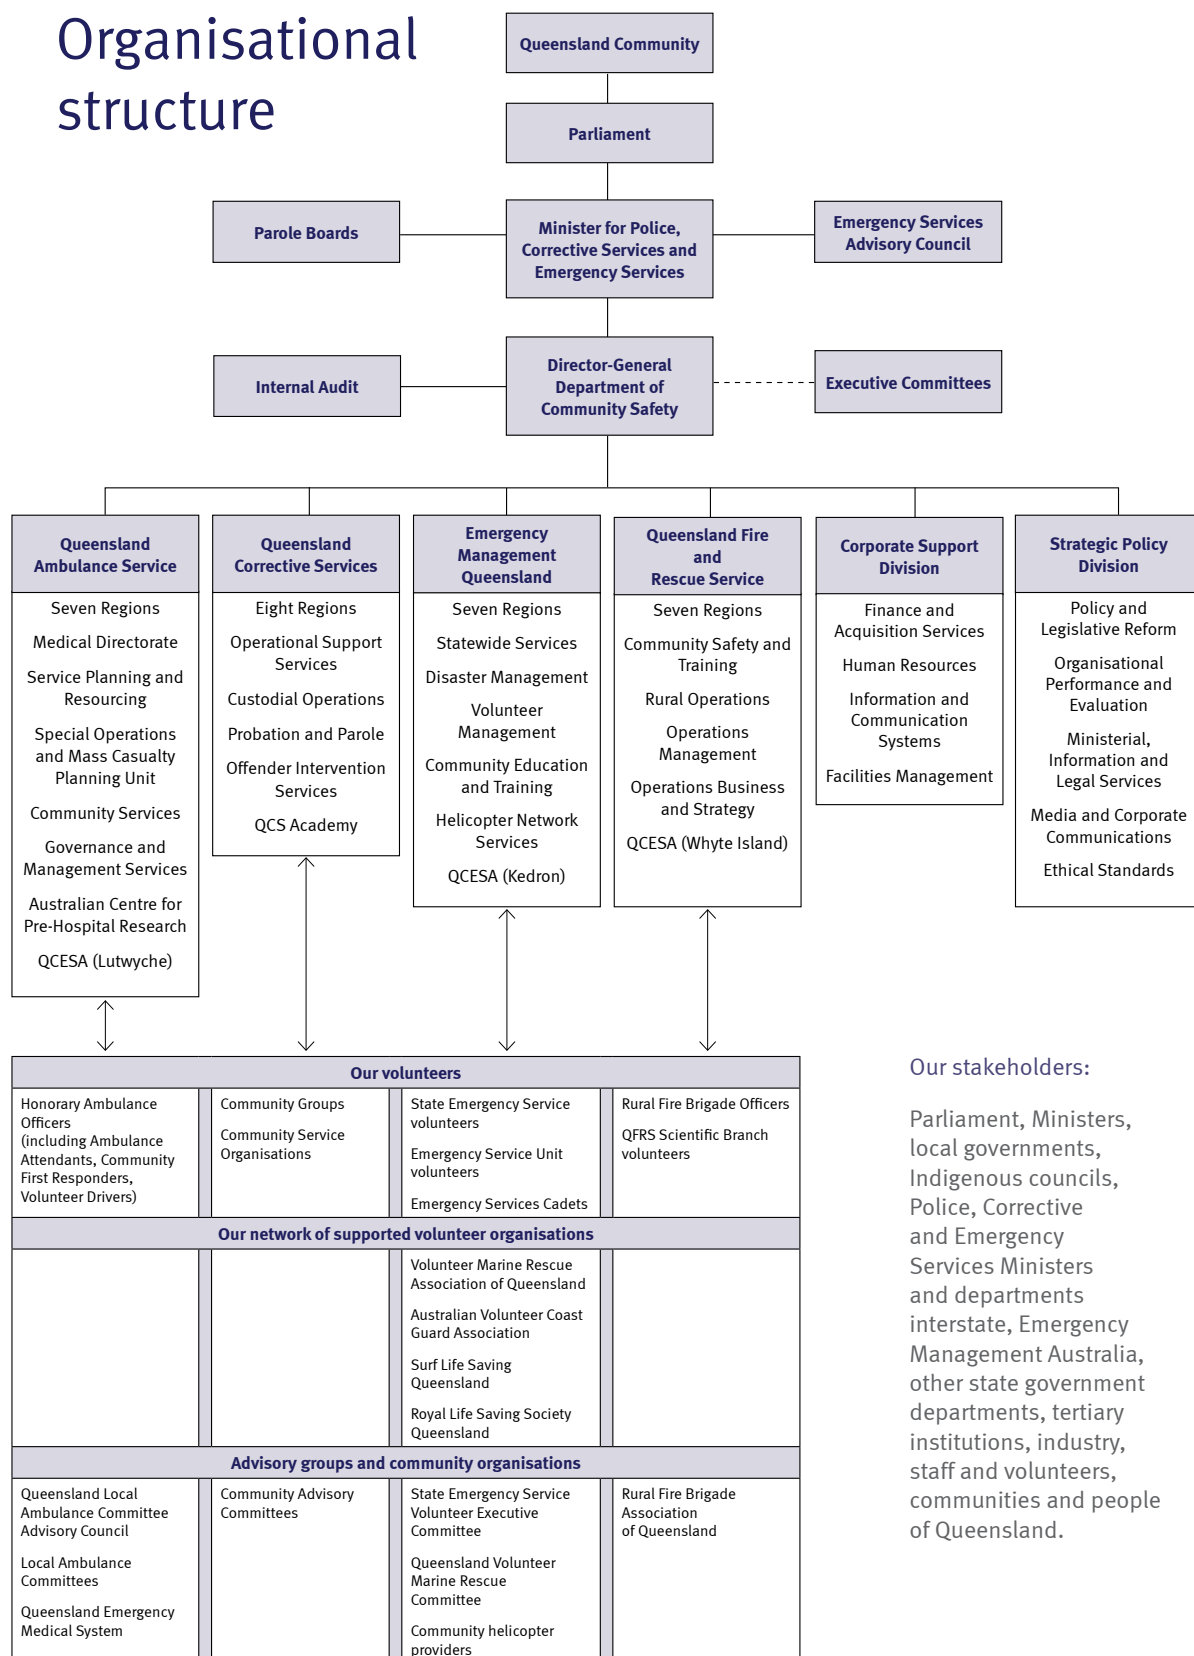 Organisational
structure
Queensland Community
Parliament
Parole Boards
Minister for Police,
Corrective Services and
Emergency Services
Emergency Services
Advisory Council
Internal Audit
Director-General
Department of
Community Safety
Executive Committees
Queensland
Ambulance Service
Seven Regions
Medical Directorate
Service Planning and
Resourcing
Special Operations
and Mass Casualty
Planning Unit
Community Services
Governance and
Management Services
Australian Centre for
Pre-Hospital Research
QCESA (Lutwyche)
Queensland
Corrective Services
Eight Regions
Operational Support
Services
Custodial Operations
Probation and Parole
Offender Intervention
Services
QCS Academy
Emergency
Management
Queensland
Seven Regions
Statewide Services
Disaster Management
Volunteer
Management
Community Education
and Training
Helicopter Network
Services
QCESA (Kedron)
Queensland Fire
and
Rescue Service
Seven Regions
Community Safety and
Training
Rural Operations
Operations
Management
Operations Business
and Strategy
QCESA (Whyte Island)
Corporate Support
Division
Finance and
Acquisition Services
Human Resources
Information and
Communication
Systems
Facilities Management
Strategic Policy
Division
Policy and
Legislative Reform
Organisational
Performance and
Evaluation
Ministerial,
Information and
Legal Services
Media and Corporate
Communications
Ethical Standards
Our volunteers
Honorary Ambulance
Officers
(including Ambulance
Attendants, Community
First Responders,
Volunteer Drivers)
Community Groups
Community Service
Organisations
State Emergency Service
volunteers
Emergency Service Unit
volunteers
Emergency Services Cadets
Rural Fire Brigade Officers
QFRS Scientific Branch
volunteers
Our network of supported volunteer organisations
Volunteer Marine Rescue
Association of Queensland
Australian Volunteer Coast
Guard Association
Surf Life Saving
Queensland
Royal Life Saving Society
Queensland
Advisory groups and community organisations
Queensland Local
Ambulance Committee
Advisory Council
Local Ambulance
Committees
Queensland Emergency
Medical System
Community Advisory
Committees
State Emergency Service
Volunteer Executive
Committee
Queensland Volunteer
Marine Rescue
Committee
Community helicopter
providers
Rural Fire Brigade
Association
of Queensland
Our stakeholders:
Parliament, Ministers,
local governments,
Indigenous councils,
Police, Corrective
and Emergency
Services Ministers
and departments
interstate, Emergency
Management Australia,
other state government
departments, tertiary
institutions, industry,
staff and volunteers,
communities and people
of Queensland.